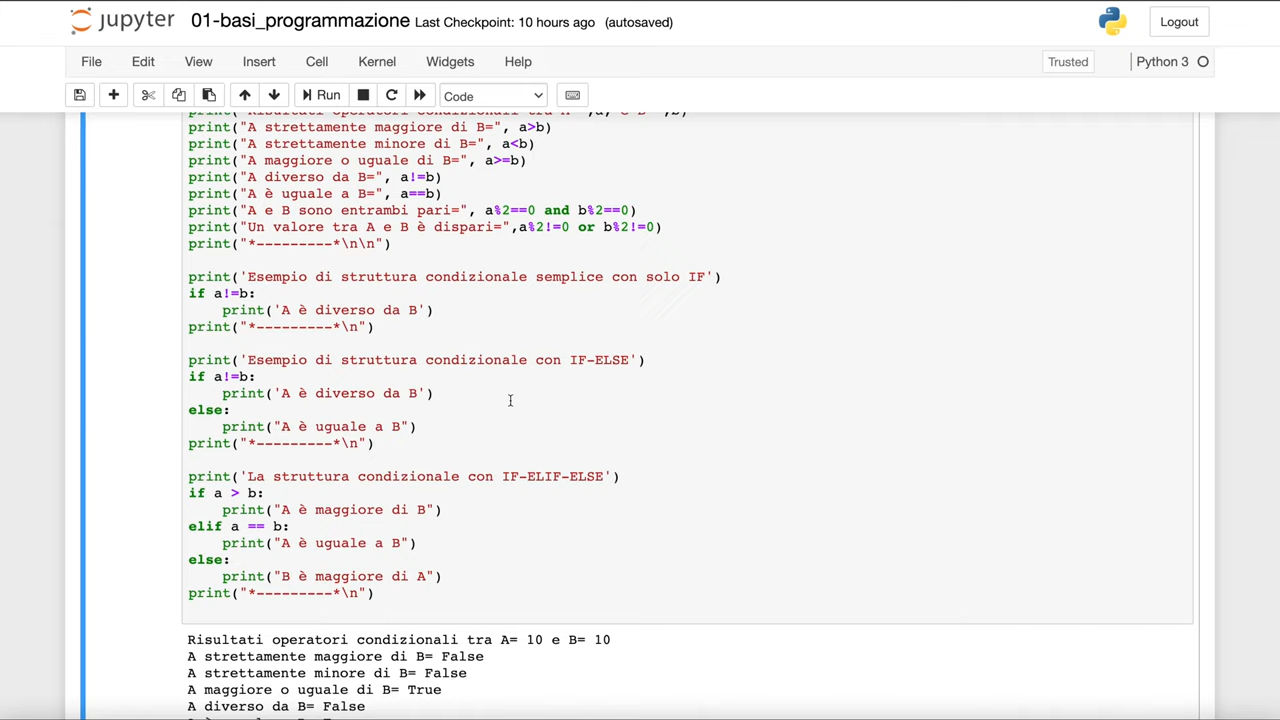 jupyter 01-basi_programmazione Last Checkpoint: 10 hours ago (autosaved) Logout
File Edit View Insert Cell Kernel Widgets Help Trusted Python 3
Run Code
print("Risultati operatori condizionali tra A=",a," e B=",b)
print("A strettamente maggiore di B=", a>b)
print("A strettamente minore di B=", a<b)
print("A maggiore o uguale di B=", a>=b)
print("A diverso da B=", a!=b)
print("A è uguale a B=", a==b)
print("A e B sono entrambi pari=", a%2==0 and b%2==0)
print("Un valore tra A e B è dispari=",a%2!=0 or b%2!=0)
print("*---------*\n\n")
print('Esempio di struttura condizionale semplice con solo IF')
if a!=b:
print('A è diverso da B')
print("*---------*\n")
print('Esempio di struttura condizionale con IF-ELSE')
if a!=b:
print('A è diverso da B')
else:
print("A è uguale a B")
print("*---------*\n")
print('La struttura condizionale con IF-ELIF-ELSE')
if a > b:
print("A è maggiore di B")
elif a == b:
print("A è uguale a B")
else:
print("B è maggiore di A")
print("*---------*\n")
Risultati operatori condizionali tra A= 10 e B= 10
A strettamente maggiore di B= False
A strettamente minore di B= False
A maggiore o uguale di B= True
A diverso da B= False